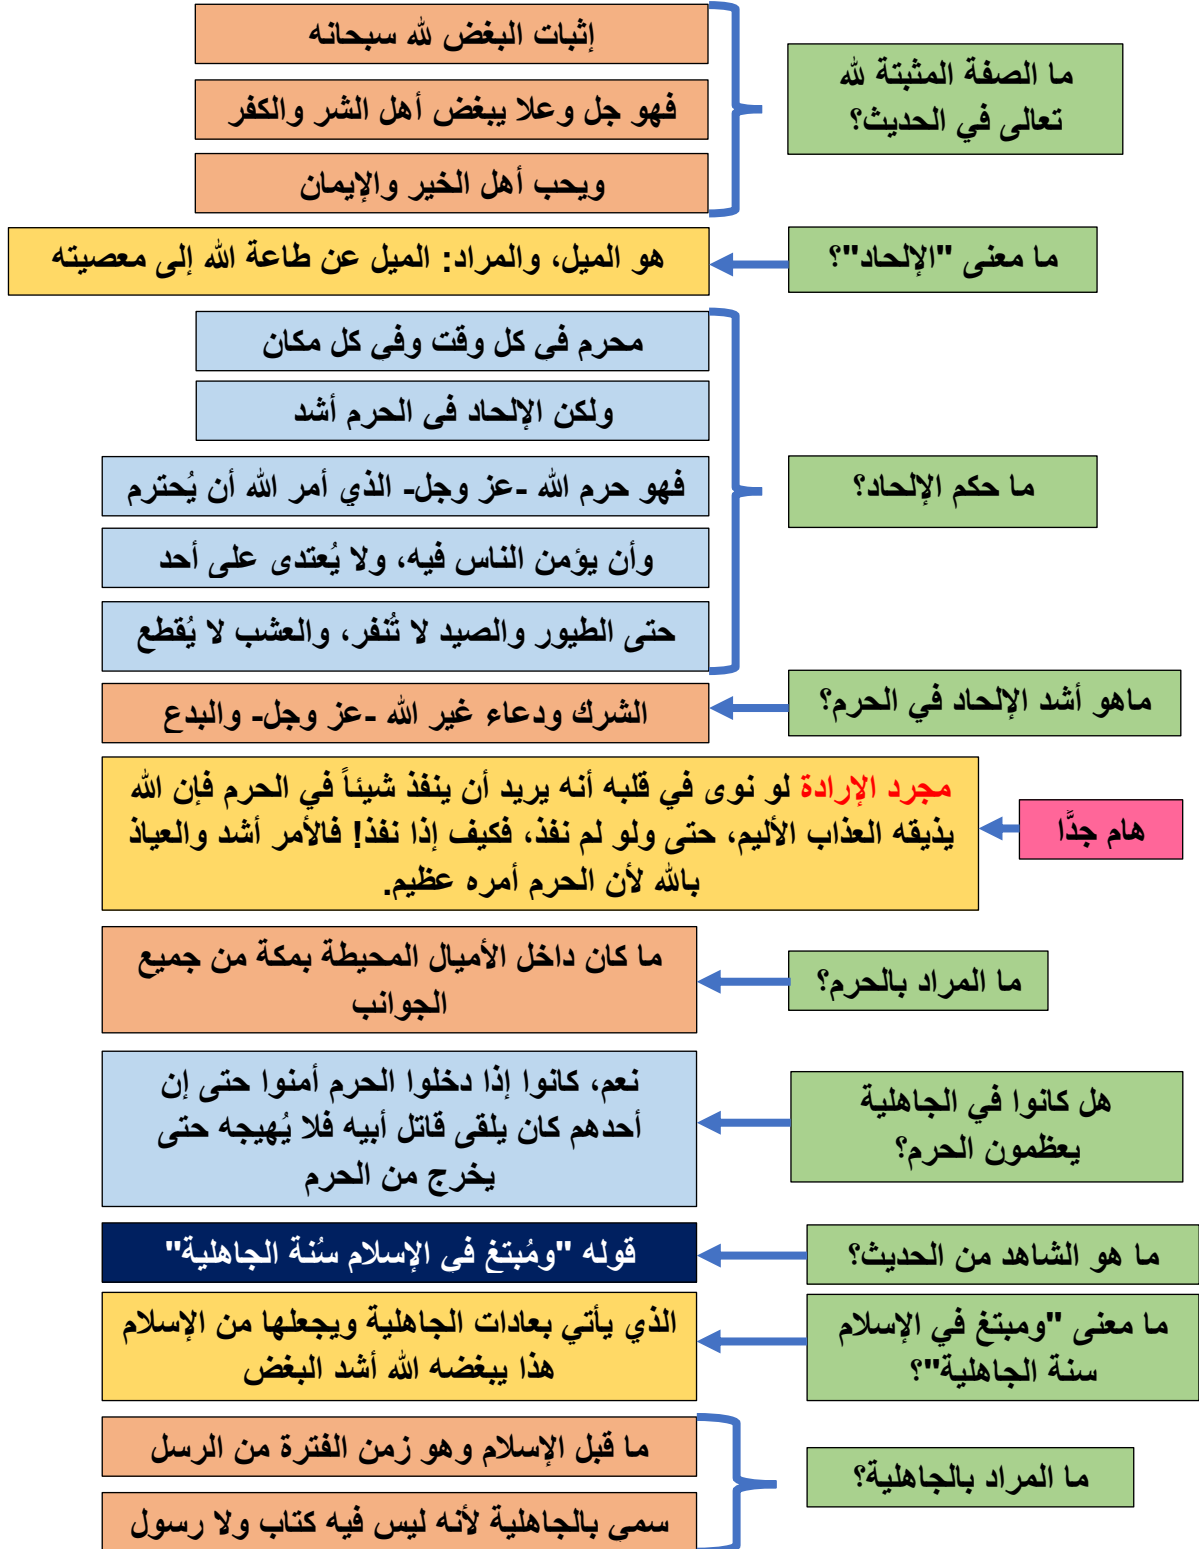 ما الصفة المثبتة لله
تعالى في الحديث؟
إثبات البغض لله سبحانه
فهو جل وعلا يبغض أهل الشر والكفر
ويحب أهل الخير والإيمان
ما معنى "الإلحاد"؟
هو الميل، والمراد: الميل عن طاعة الله إلى معصيته
ما حكم الإلحاد؟
محرم في كل وقت وفي كل مكان
ولكن الإلحاد في الحرم أشد
فهو حرم الله -عز وجل- الذي أمر الله أن يُحترم
وأن يؤمن الناس فيه، ولا يُعتدى على أحد
حتى الطيور والصيد لا تُنفر، والعشب لا يُقطع
ماهو أشد الإلحاد في الحرم؟
الشرك ودعاء غير الله -عز وجل- والبدع
هام جدًّا
مجرد الإرادة لو نوى في قلبه أنه يريد أن ينفذ شيئاً في الحرم فإن الله
يذيقه العذاب الأليم، حتى ولو لم نفذ، فكيف إذا نفذ! فالأمر أشد والعياذ
بالله لأن الحرم أمره عظيم.
ما المراد بالحرم؟
ما كان داخل الأميال المحيطة بمكة من جميع
الجوانب
هل كانوا في الجاهلية
يعظمون الحرم؟
نعم، كانوا إذا دخلوا الحرم أمنوا حتى إن
أحدهم كان يلقى قاتل أبيه فلا يُهيجه حتى
يخرج من الحرم
ما هو الشاهد من الحديث؟
قوله "ومُبتغ في الإسلام سُنة الجاهلية"
ما معنى "ومبتغ في الإسلام
سنة الجاهلية"؟
الذي يأتي بعادات الجاهلية ويجعلها من الإسلام
هذا يبغضه الله أشد البغض
ما المراد بالجاهلية؟
ما قبل الإسلام وهو زمن الفترة من الرسل
سمي بالجاهلية لأنه ليس فيه كتاب ولا رسول